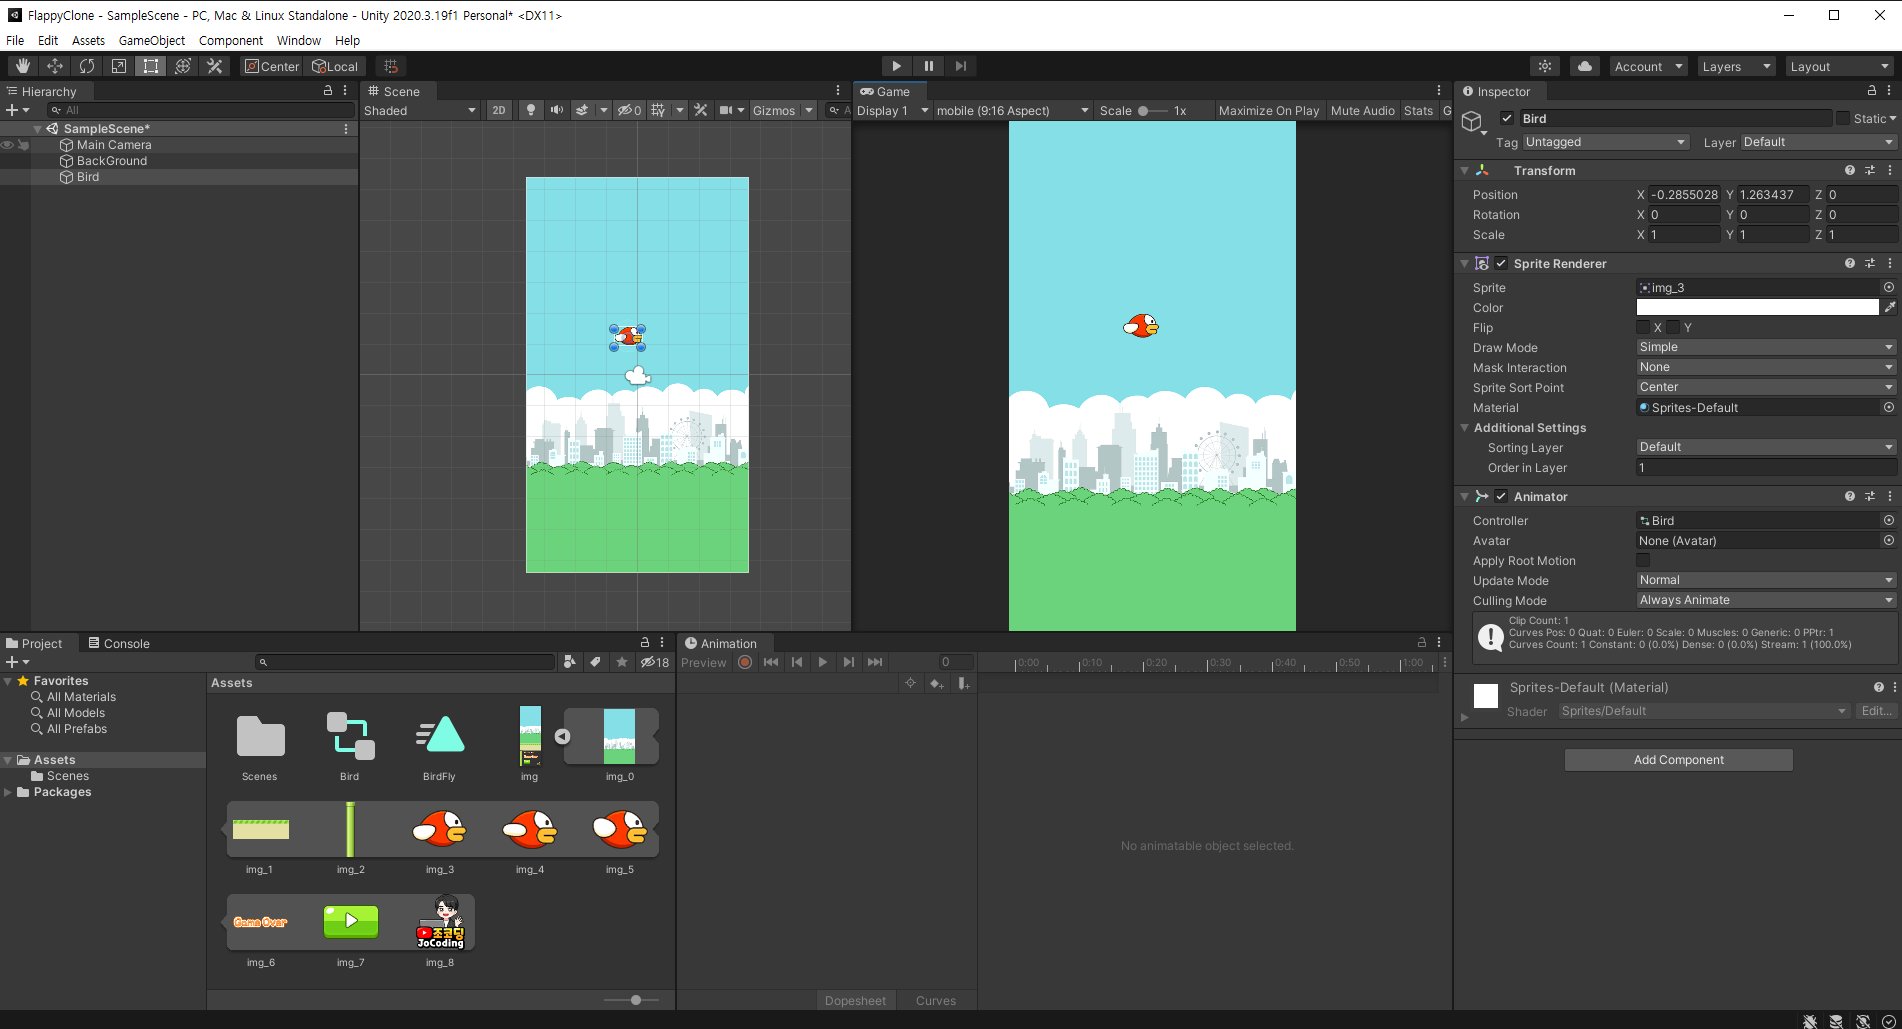 FlappyClone - SampleScene - PC, Mac & Linux Standalone - Unity 2020.3.19f1 Personal* <DX11>
File Edit Assets GameObject Component Window Help
Center Local Account Layers Layout
Hierarchy
All
SampleScene*
Main Camera
BackGround
Bird
Scene
Shaded 2D 0 Gizmos A
Game
Display 1 mobile (9:16 Aspect) Scale 1x Maximize On Play Mute Audio Stats G
Inspector
Bird Static
Tag Untagged Layer Default
Transform
Position X -0.2855028 Y 1.263437 Z 0
Rotation X 0 Y 0 Z 0
Scale X 1 Y 1 Z 1
Sprite Renderer
Sprite img_3
Color
Flip X Y
Draw Mode Simple
Mask Interaction None
Sprite Sort Point Center
Material Sprites-Default
Additional Settings
Sorting Layer Default
Order in Layer 1
Animator
Controller Bird
Avatar None (Avatar)
Apply Root Motion
Update Mode Normal
Culling Mode Always Animate
Clip Count: 1
Curves Pos: 0 Quat: 0 Euler: 0 Scale: 0 Muscles: 0 Generic: 0 PPtr: 1
Curves Count: 1 Constant: 0 (0.0%) Dense: 0 (0.0%) Stream: 1 (100.0%)
Sprites-Default (Material)
Shader Sprites/Default Edit...
Add Component
Project Console
18
Favorites
All Materials
All Models
All Prefabs
Assets
Scenes
Packages
Assets
Scenes Bird BirdFly img img_0
img_1 img_2 img_3 img_4 img_5
Game Over
조코딩
JoCoding
img_6 img_7 img_8
Animation
Preview 0 0:00 0:10 0:20 0:30 0:40 0:50 1:00
No animatable object selected.
Dopesheet Curves